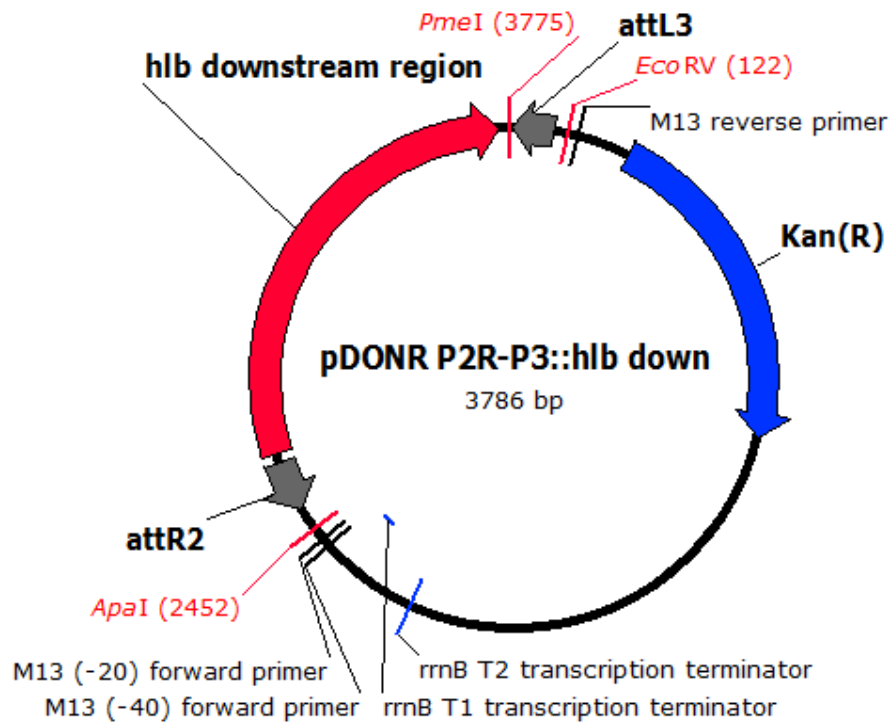 PmeI (3775)
attL3
hlb downstream region
EcoRV (122)
M13 reverse primer
Kan(R)
pDONR P2R-P3::hlb down
3786 bp
attR2
ApaI (2452)
M13 (-20) forward primer
rrnB T2 transcription terminator
M13 (-40) forward primer
rrnB T1 transcription terminator